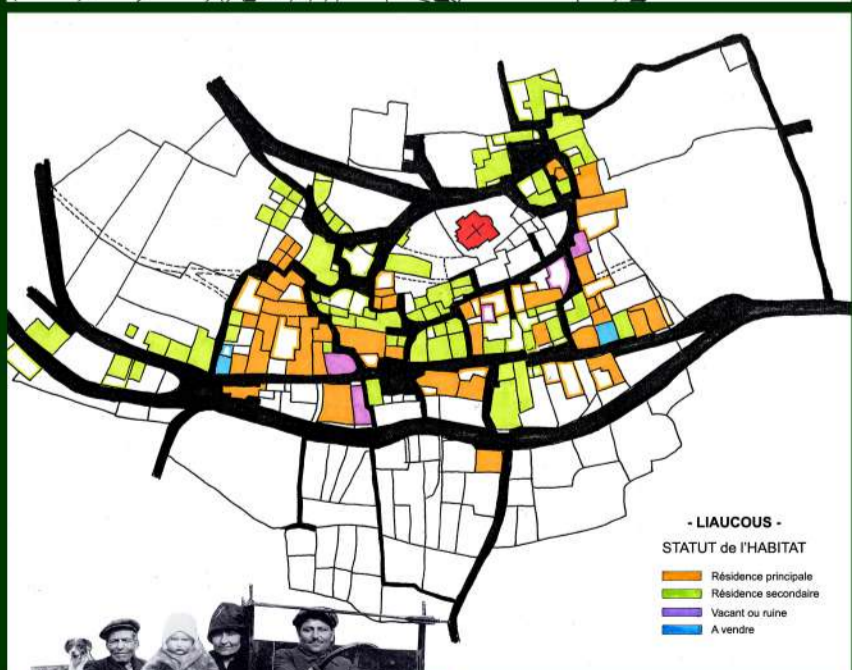 - LIAUCOUS -
STATUT de l'HABITAT
Résidence principale
Résidence secondaire
Vacant ou ruine
A vendre